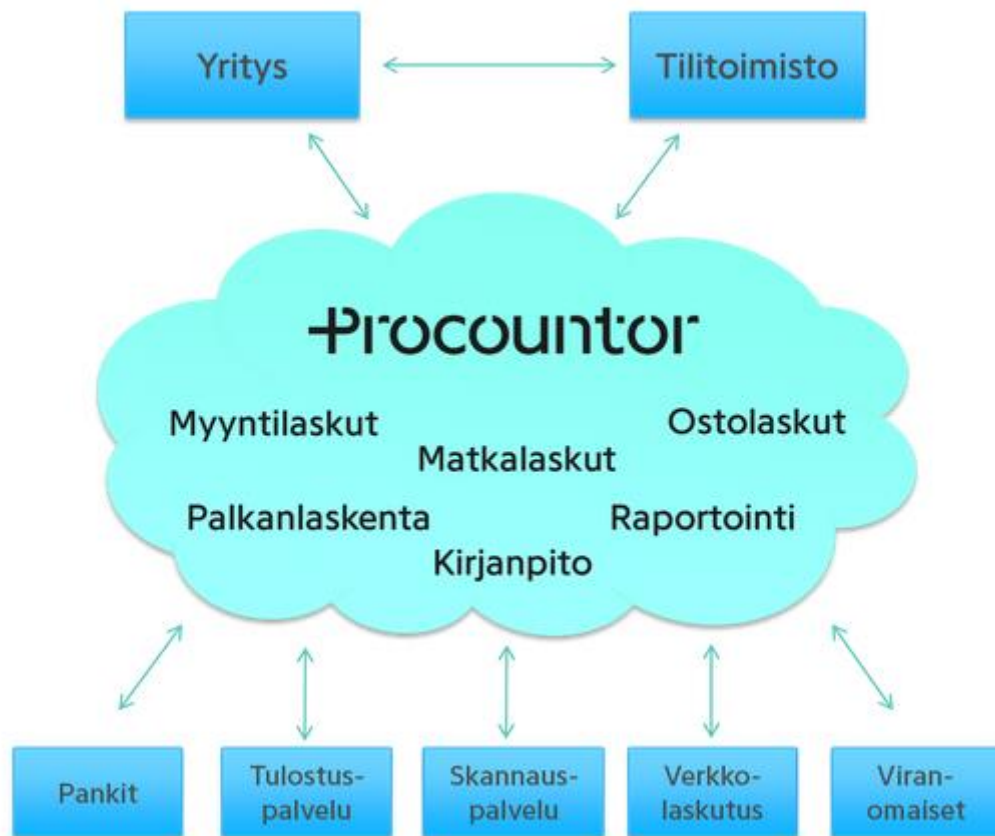 Yritys
Tilitoimisto
Procountor
Myyntilaskut
Ostolaskut
Matkalaskut
Palkanlaskenta
Raportointi
Kirjanpito
Pankit
Tulostus-
palvelu
Skannaus-
palvelu
Verkko-
laskutus
Viran-
omaiset